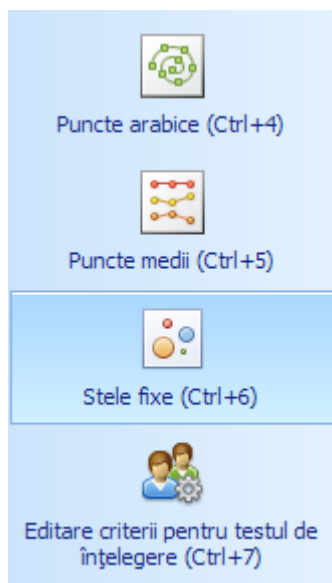 Puncte arabice (Ctrl+4)
Puncte medii (Ctrl+5)
Stele fixe (Ctrl+6)
Editare criterii pentru testul de
înţelegere (Ctrl+7)